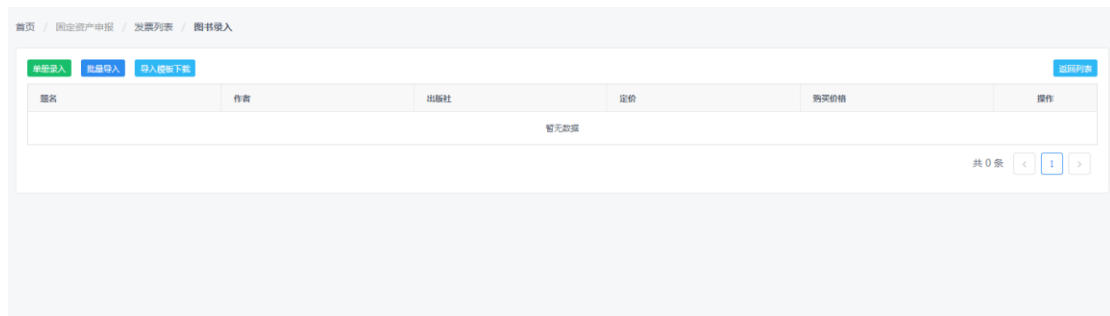 首页 / 固定资产申报 / 发票列表 / 图书录入
单册录入 批量导入 导入模板下载 返回列表
题名 作者 出版社 定价 购买价格 操作
暂无数据
共 0 条 < 1 >